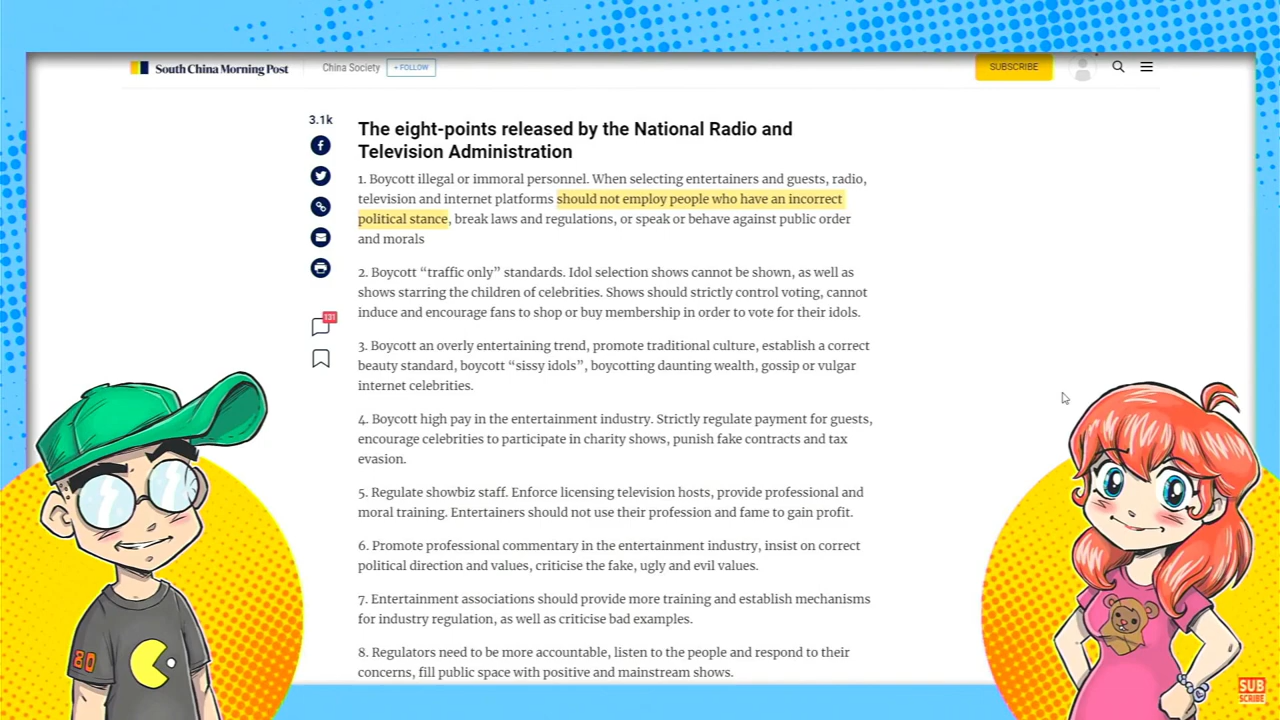 South China Morning Post
China Society
+ FOLLOW
SUBSCRIBE
3.1k
The eight-points released by the National Radio and
Television Administration
1. Boycott illegal or immoral personnel. When selecting entertainers and guests, radio,
television and internet platforms should not employ people who have an incorrect
political stance, break laws and regulations, or speak or behave against public order
and morals
2. Boycott “traffic only” standards. Idol selection shows cannot be shown, as well as
shows starring the children of celebrities. Shows should strictly control voting, cannot
induce and encourage fans to shop or buy membership in order to vote for their idols.
131
3. Boycott an overly entertaining trend, promote traditional culture, establish a correct
beauty standard, boycott “sissy idols”, boycotting daunting wealth, gossip or vulgar
internet celebrities.
4. Boycott high pay in the entertainment industry. Strictly regulate payment for guests,
encourage celebrities to participate in charity shows, punish fake contracts and tax
evasion.
5. Regulate showbiz staff. Enforce licensing television hosts, provide professional and
moral training. Entertainers should not use their profession and fame to gain profit.
6. Promote professional commentary in the entertainment industry, insist on correct
political direction and values, criticise the fake, ugly and evil values.
7. Entertainment associations should provide more training and establish mechanisms
for industry regulation, as well as criticise bad examples.
8. Regulators need to be more accountable, listen to the people and respond to their
concerns, fill public space with positive and mainstream shows.
80
SUB
SCRIBE